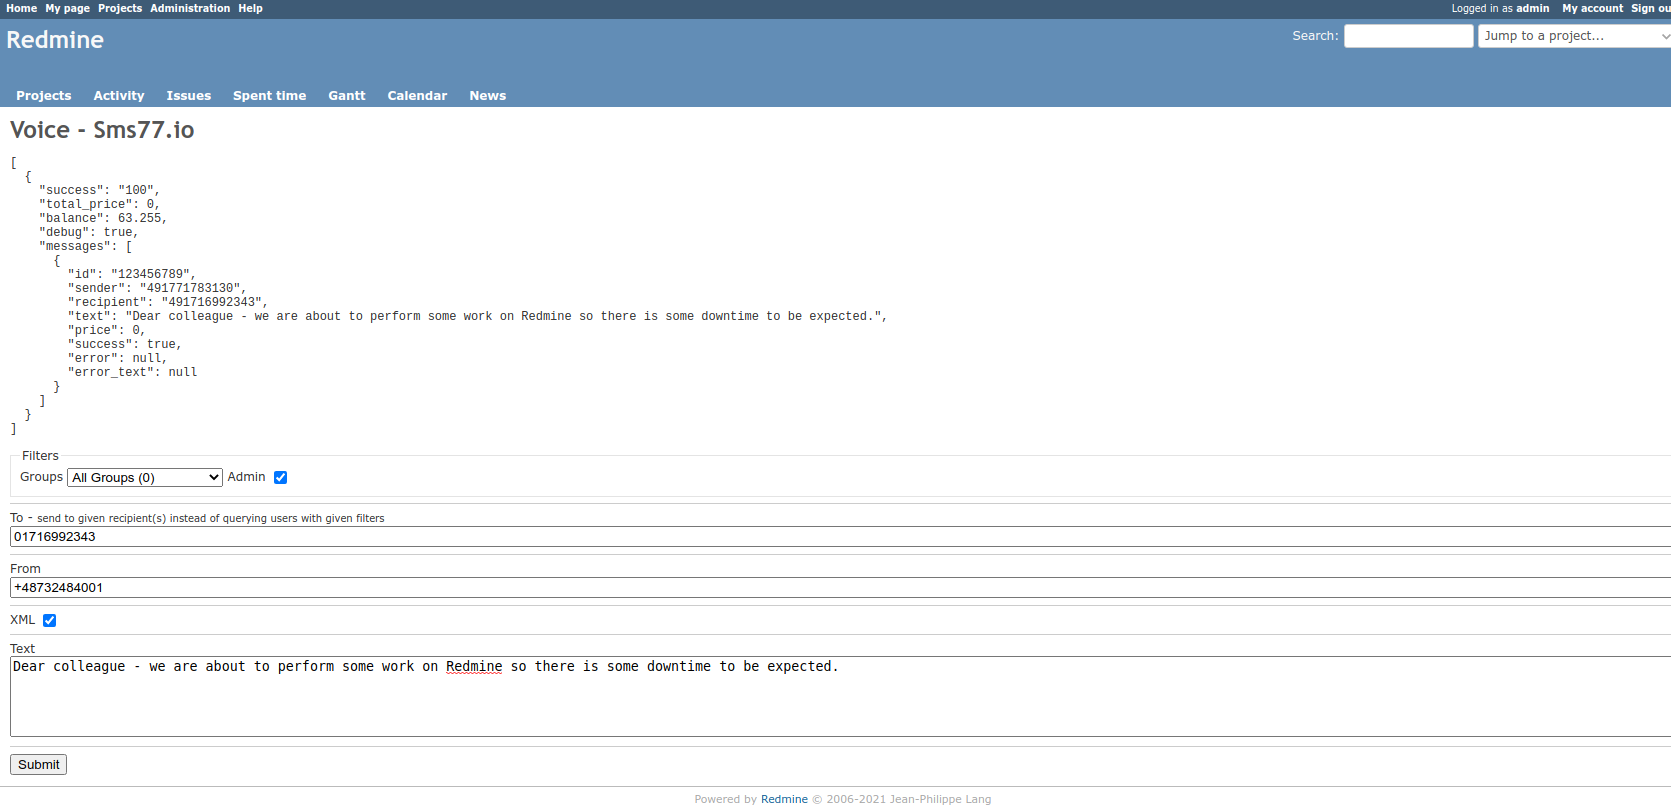 Home My page Projects Administration Help Logged in as admin My account Sign ou
Redmine Search: Jump to a project...
Projects Activity Issues Spent time Gantt Calendar News
Voice - Sms77.io
[
  {
    "success": "100",
    "total_price": 0,
    "balance": 63.255,
    "debug": true,
    "messages": [
      {
        "id": "123456789",
        "sender": "491771783130",
        "recipient": "491716992343",
        "text": "Dear colleague - we are about to perform some work on Redmine so there is some downtime to be expected.",
        "price": 0,
        "success": true,
        "error": null,
        "error_text": null
      }
    ]
  }
]
Filters
Groups All Groups (0) Admin
To - send to given recipient(s) instead of querying users with given filters
01716992343
From
+48732484001
XML
Text
Dear colleague - we are about to perform some work on Redmine so there is some downtime to be expected.
Submit
Powered by Redmine © 2006-2021 Jean-Philippe Lang